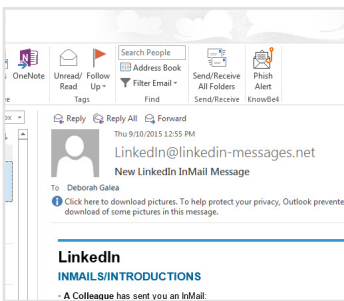 Search People
Address Book
Filter Email
OneNote
Unread/ Follow
Read Up
Send/Receive
All Folders
Phish
Alert
Tags
Find
Send/Receive
KnowBe4
Reply Reply All Forward
Thu 9/10/2015 12:55 PM
LinkedIn@linkedin-messages.net
New LinkedIn InMail Message
To Deborah Galea
Click here to download pictures. To help protect your privacy, Outlook prevente
download of some pictures in this message.
LinkedIn
INMAILS/INTRODUCTIONS
- A Colleague has sent you an InMail: